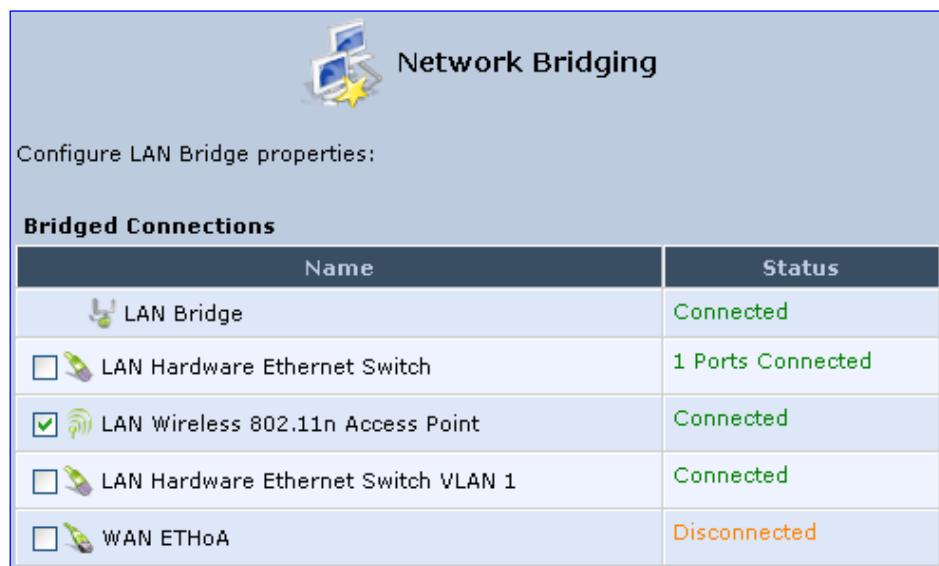 Network Bridging
Configure LAN Bridge properties:
Bridged Connections
Name Status
LAN Bridge Connected
LAN Hardware Ethernet Switch 1 Ports Connected
LAN Wireless 802.11n Access Point Connected
LAN Hardware Ethernet Switch VLAN 1 Connected
WAN ETHoA Disconnected